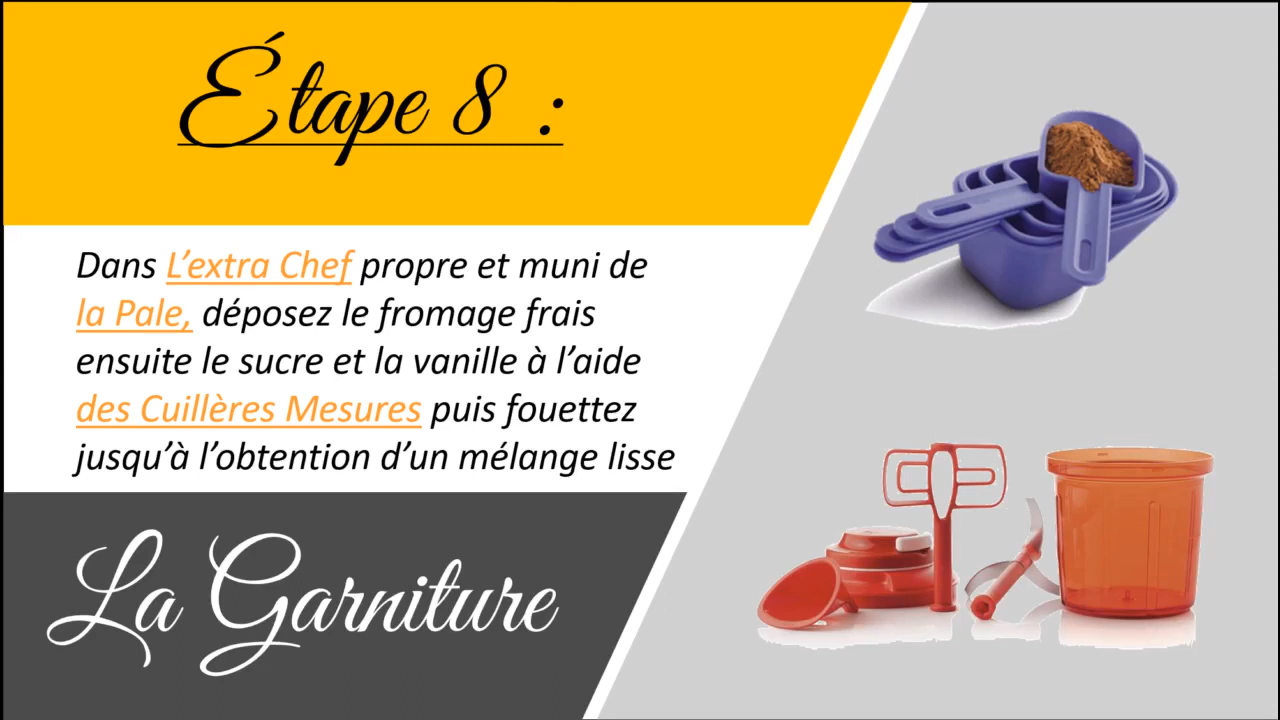 Étape 8 :
Dans L’extra Chef propre et muni de
la Pale, déposez le fromage frais
ensuite le sucre et la vanille à l’aide
des Cuillères Mesures puis fouettez
jusqu’à l’obtention d’un mélange lisse
La Garniture